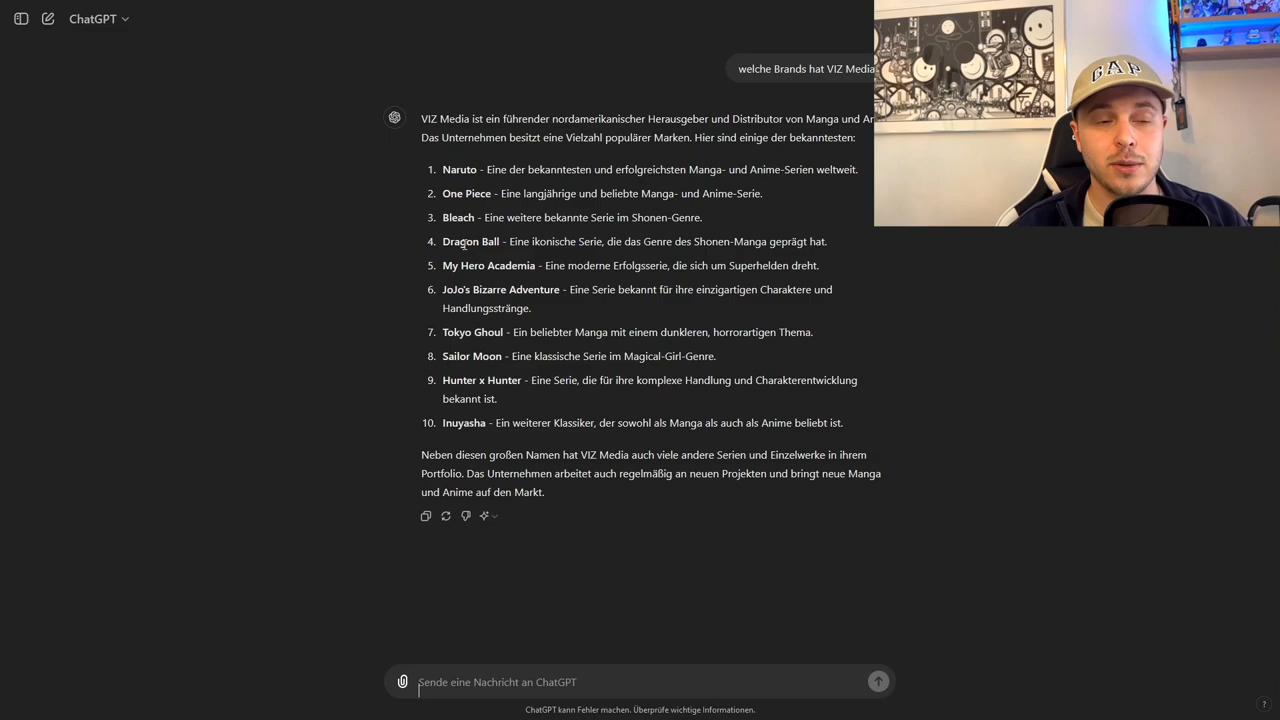 ChatGPT
welche Brands hat VIZ Media
VIZ Media ist ein führender nordamerikanischer Herausgeber und Distributor von Manga und
Das Unternehmen besitzt eine Vielzahl populärer Marken. Hier sind einige der bekanntesten:
1. Naruto - Eine der bekanntesten und erfolgreichsten Manga- und Anime-Serien weltweit.
2. One Piece - Eine langjährige und beliebte Manga- und Anime-Serie.
3. Bleach - Eine weitere bekannte Serie im Shonen-Genre.
4. Dragon Ball - Eine ikonische Serie, die das Genre des Shonen-Manga geprägt hat.
5. My Hero Academia - Eine moderne Erfolgsserie, die sich um Superhelden dreht.
6. JoJo's Bizarre Adventure - Eine Serie bekannt für ihre einzigartigen Charaktere und
Handlungsstränge.
7. Tokyo Ghoul - Ein beliebter Manga mit einem dunkleren, horrorartigen Thema.
8. Sailor Moon - Eine klassische Serie im Magical-Girl-Genre.
9. Hunter x Hunter - Eine Serie, die für ihre komplexe Handlung und Charakterentwicklung
bekannt ist.
10. Inuyasha - Ein weiterer Klassiker, der sowohl als Manga als auch als Anime beliebt ist.
Neben diesen großen Namen hat VIZ Media auch viele andere Serien und Einzelwerke in ihrem
Portfolio. Das Unternehmen arbeitet auch regelmäßig an neuen Projekten und bringt neue Manga
und Anime auf den Markt.
Sende eine Nachricht an ChatGPT
ChatGPT kann Fehler machen. Überprüfe wichtige Informationen.
?
GAP